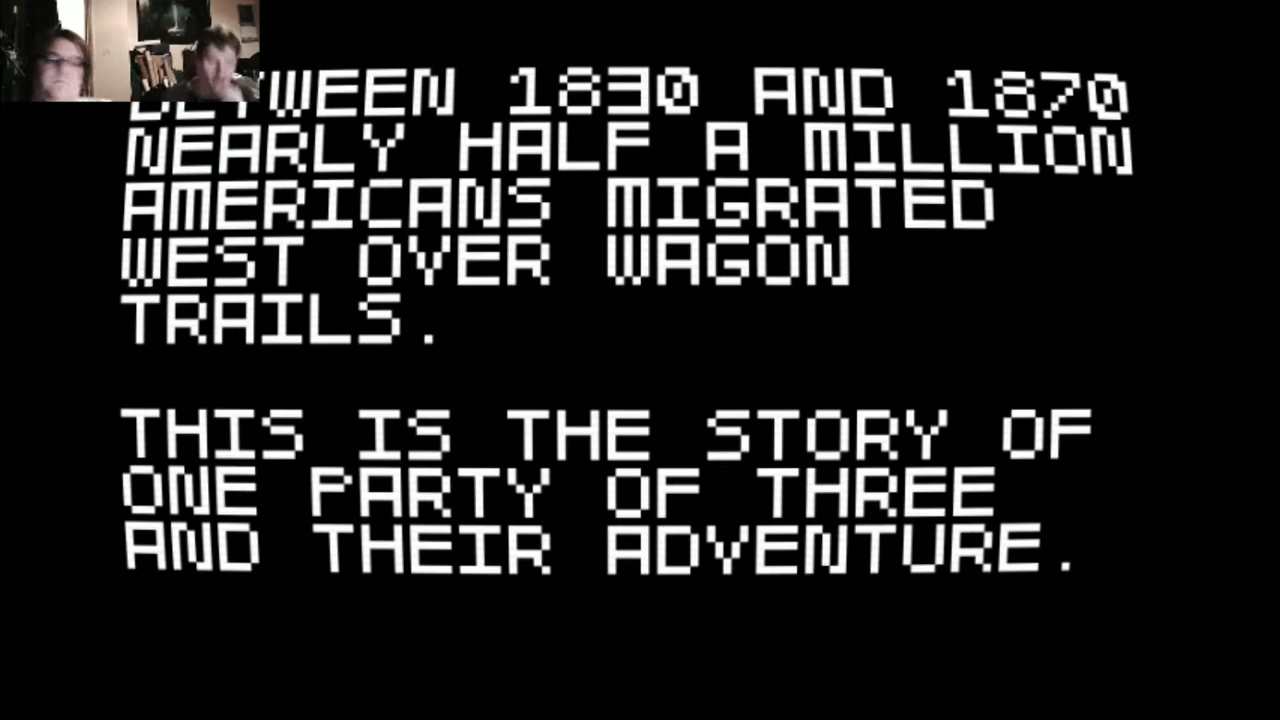 BETWEEN 1830 AND 1870
NEARLY HALF A MILLION
AMERICANS MIGRATED
WEST OVER WAGON
TRAILS.
THIS IS THE STORY OF
ONE PARTY OF THREE
AND THEIR ADVENTURE.